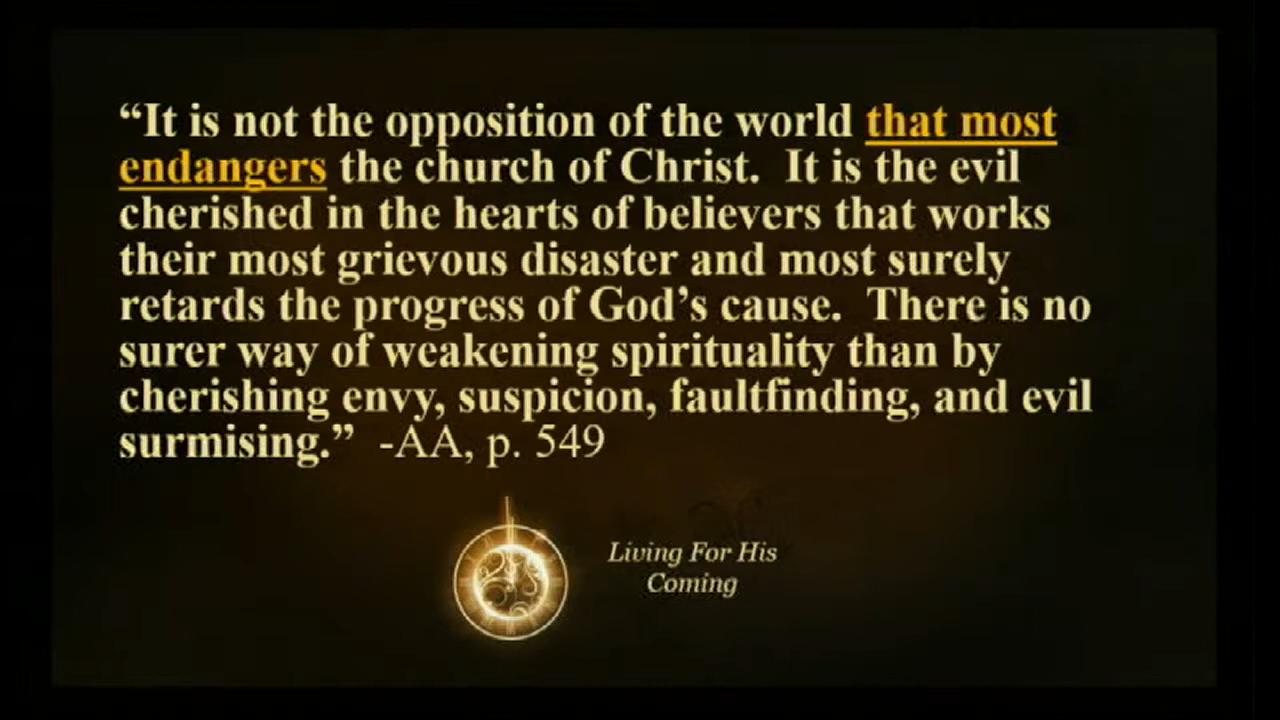 “It is not the opposition of the world that most
endangers the church of Christ.  It is the evil
cherished in the hearts of believers that works
their most grievous disaster and most surely
retards the progress of God’s cause.  There is no
surer way of weakening spirituality than by
cherishing envy, suspicion, faultfinding, and evil
surmising.”  -AA, p. 549
Living For His
Coming